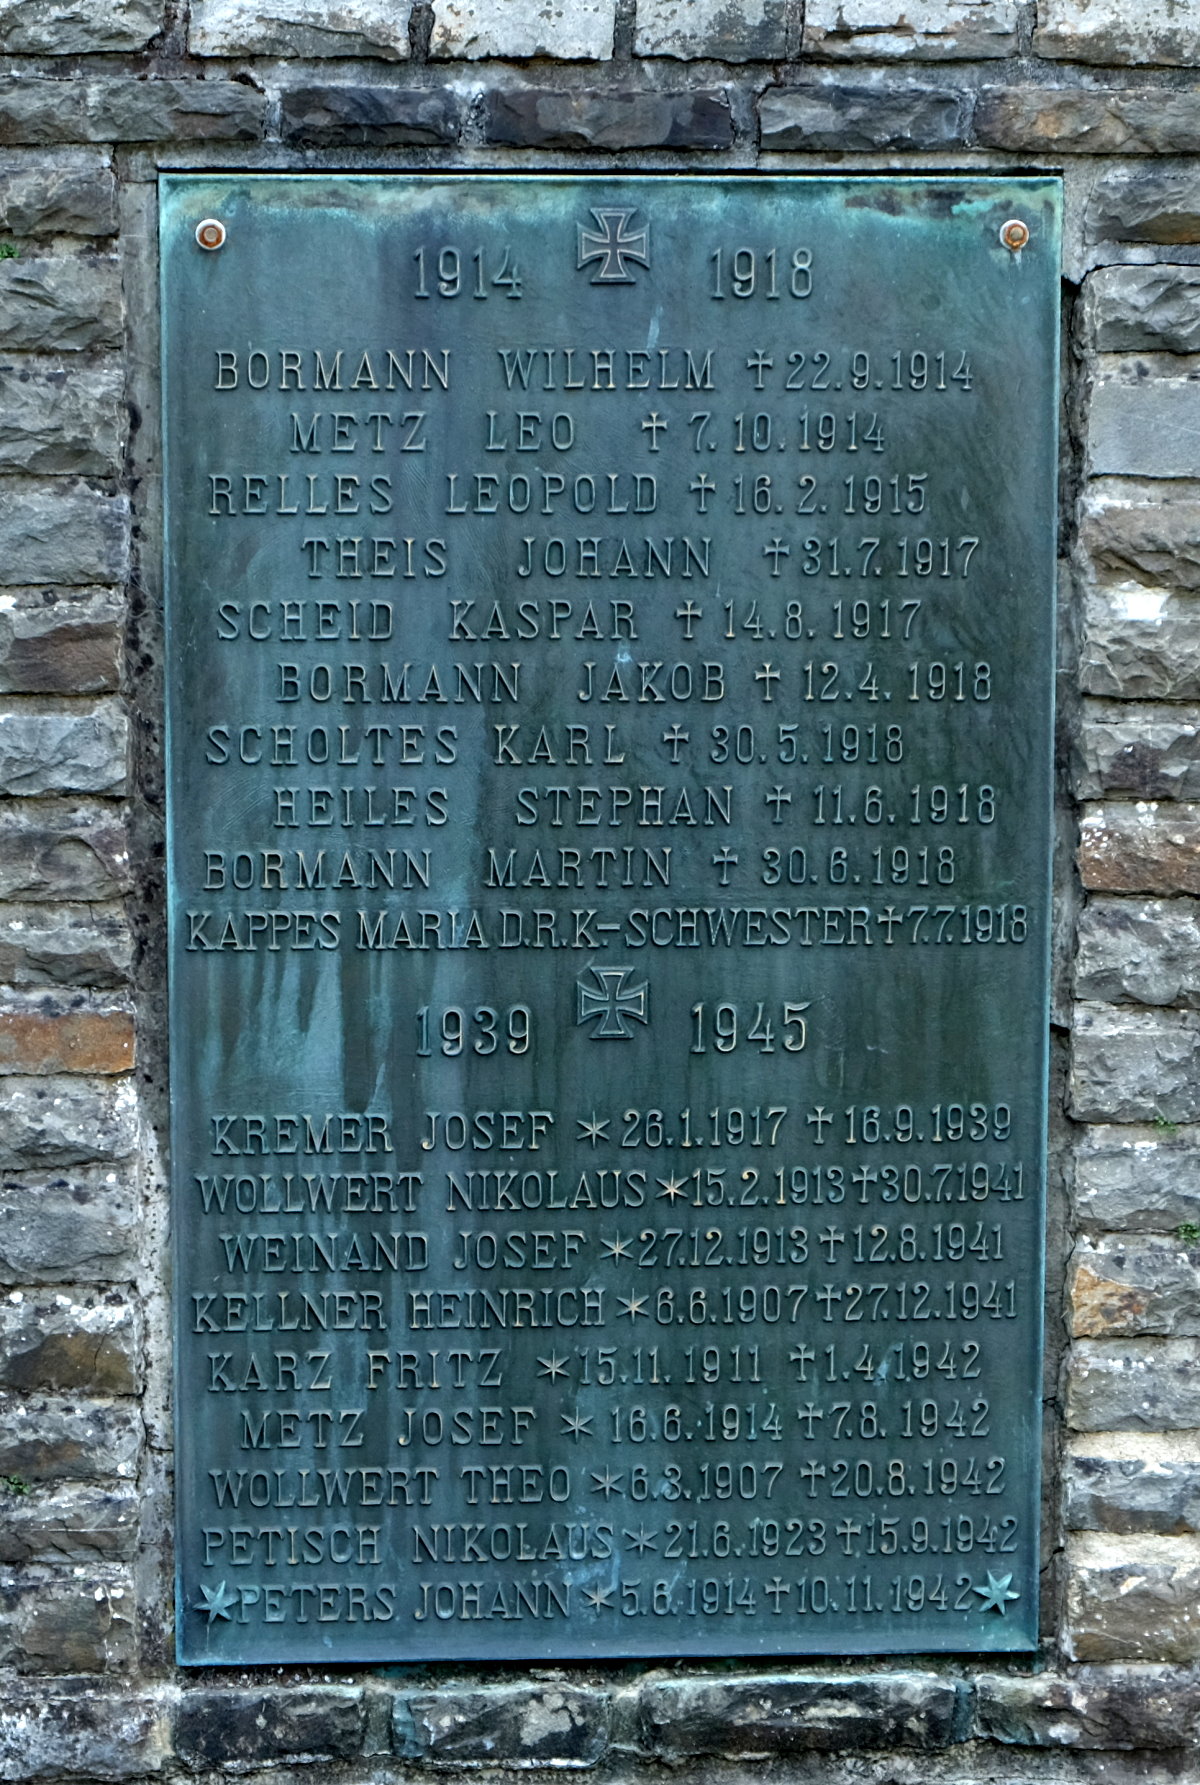 1914 1918
BORMANN WILHELM ✝22.9.1914
METZ LEO ✝7.10.1914
RELLES LEOPOLD ✝16.2.1915
THEIS JOHANN ✝31.7.1917
SCHEID KASPAR ✝14.8.1917
BORMANN JAKOB ✝12.4.1918
SCHOLTES KARL ✝30.5.1918
HEILES STEPHAN ✝11.6.1918
BORMANN MARTIN ✝30.6.1918
KAPPES MARIA D.R.K-SCHWESTER✝7.7.1918
1939 1945
KREMER JOSEF *26.1.1917 ✝16.9.1939
WOLLWERT NIKOLAUS*15.2.1913✝30.7.1941
WEINAND JOSEF*27.12.1913✝12.8.1941
KELLNER HEINRICH*6.6.1907✝27.12.1941
KARZ FRITZ *15.11.1911 ✝1.4.1942
METZ JOSEF *16.6.1914✝7.8.1942
WOLLWERT THEO *6.3.1907 ✝20.8.1942
PETISCH NIKOLAUS*21.6.1923✝15.9.1942
PETERS JOHANN*5.6.1914✝10.11.1942